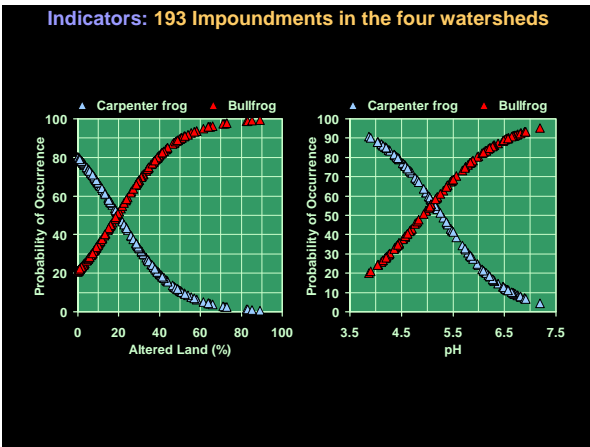 Indicators: 193 Impoundments in the four watersheds
Carpenter frog Bullfrog
Probability of Occurrence
100
80
60
40
20
0
0 20 40 60 80 100
Altered Land (%)
Carpenter frog Bullfrog
Probability of Occurrence
100
90
80
70
60
50
40
30
20
10
0
3.5 4.5 5.5 6.5 7.5
pH